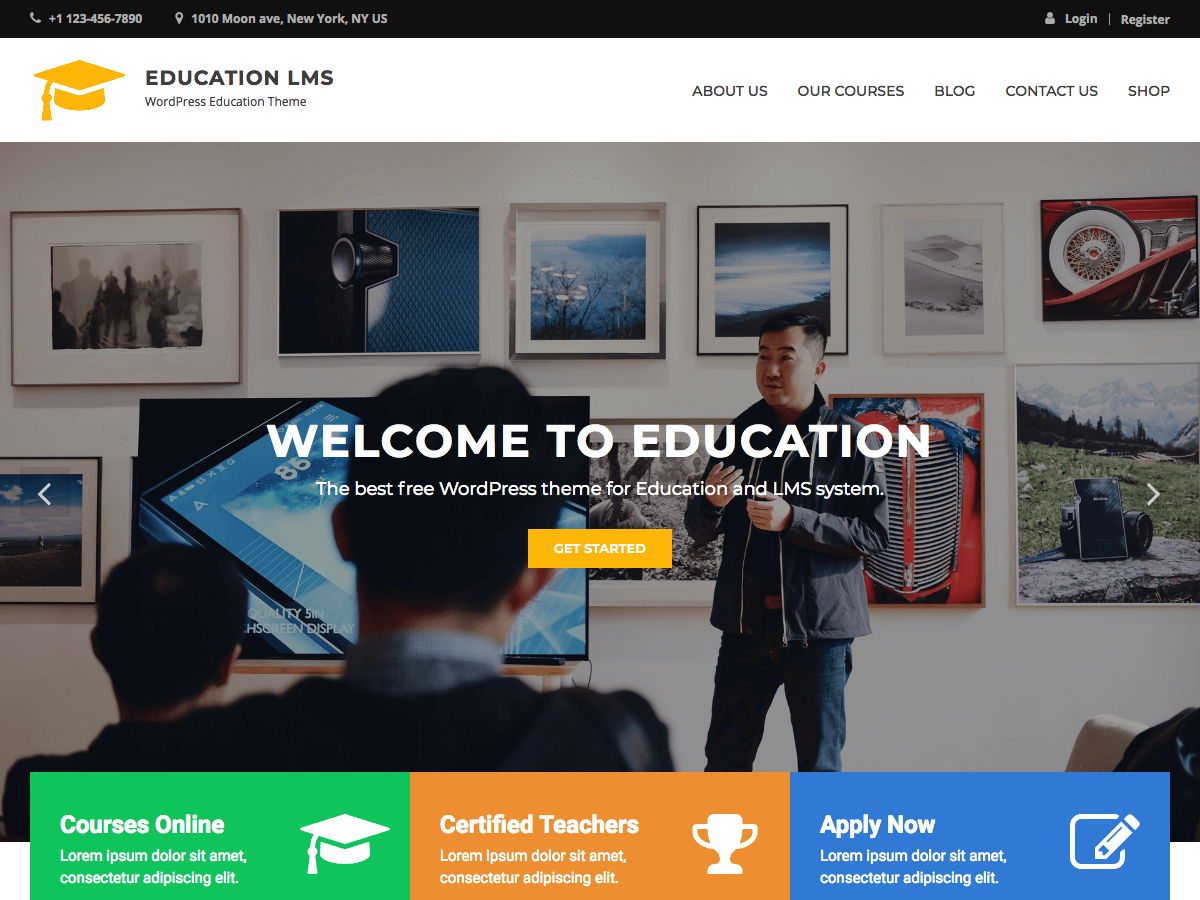 +1 123-456-7890
1010 Moon ave, New York, NY US
Login | Register
EDUCATION LMS
WordPress Education Theme
ABOUT US
OUR COURSES
BLOG
CONTACT US
SHOP
86
WELCOME TO EDUCATION
The best free WordPress theme for Education and LMS system.
GET STARTED
QUALITY 5IN
HSCREEN DISPLAY
Courses Online
Lorem ipsum dolor sit amet,
consectetur adipiscing elit.
Certified Teachers
Lorem ipsum dolor sit amet,
consectetur adipiscing elit.
Apply Now
Lorem ipsum dolor sit amet,
consectetur adipiscing elit.